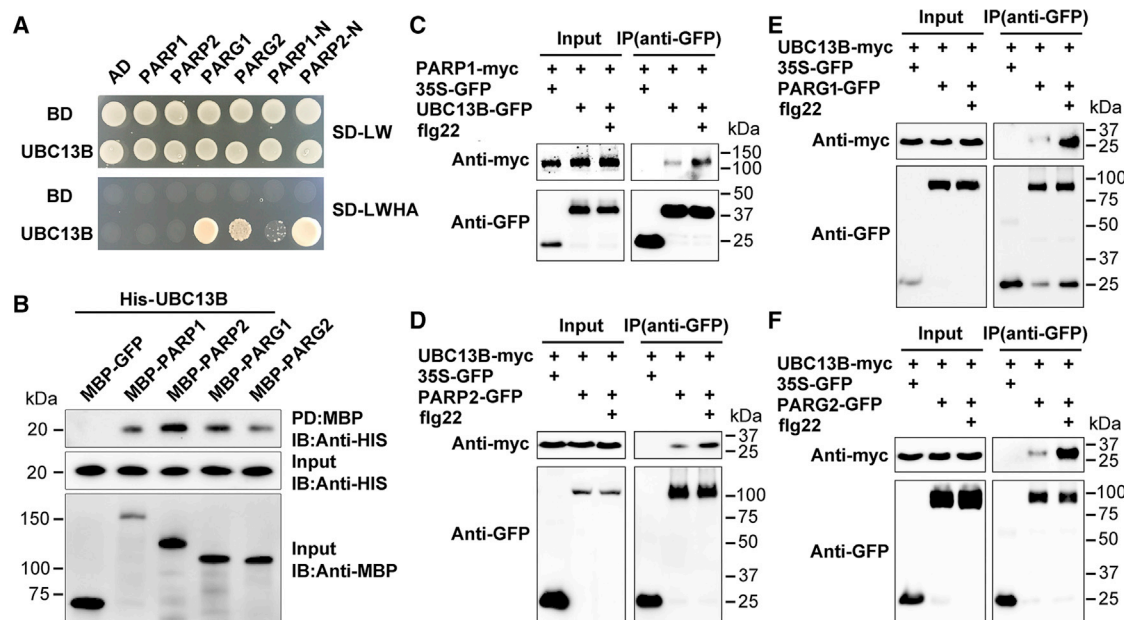 A
AD PARP1 PARP2 PARG1 PARG2 PARP1-N PARP2-N
BD
UBC13B
SD-LW
BD
UBC13B
SD-LWHA
B
His-UBC13B
MBP-GFP MBP-PARP1 MBP-PARP2 MBP-PARG1 MBP-PARG2
kDa
20
PD:MBP
IB:Anti-HIS
20
Input
IB:Anti-HIS
150
100
75
Input
IB:Anti-MBP
C
Input IP(anti-GFP)
PARP1-myc + + + + + +
35S-GFP + +
UBC13B-GFP + + + +
flg22 + + kDa
Anti-myc
150
100
Anti-GFP
50
37
25
D
Input IP(anti-GFP)
UBC13B-myc + + + + + +
35S-GFP + +
PARP2-GFP + + + +
flg22 + + kDa
Anti-myc
37
25
Anti-GFP
100
75
50
37
25
E
Input IP(anti-GFP)
UBC13B-myc + + + + + +
35S-GFP + +
PARG1-GFP + + + +
flg22 + + kDa
Anti-myc
37
25
Anti-GFP
100
75
50
37
25
F
Input IP(anti-GFP)
UBC13B-myc + + + + + +
35S-GFP + +
PARG2-GFP + + + +
flg22 + + kDa
Anti-myc
37
25
Anti-GFP
100
75
50
37
25